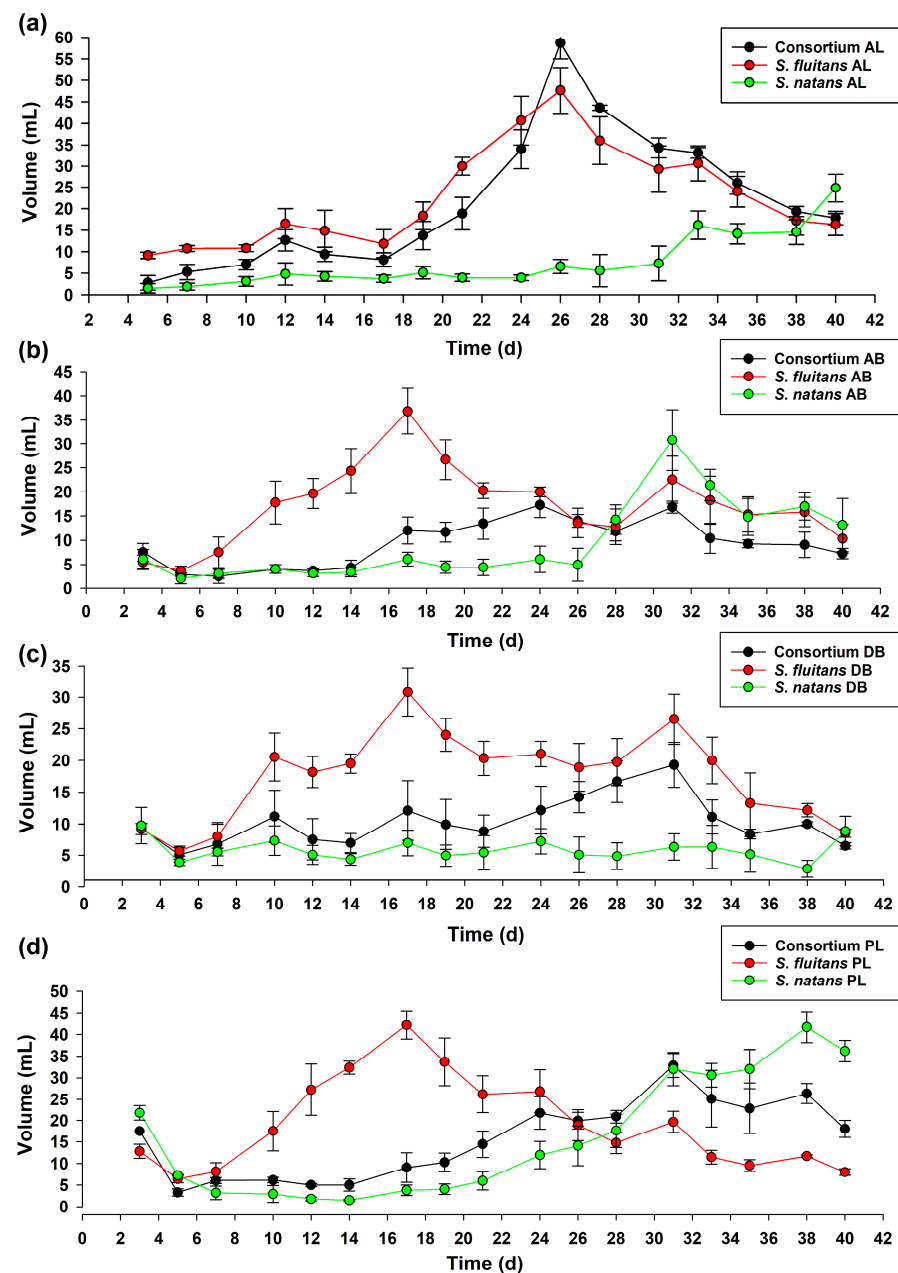 (a)
60
55
50
45
40
35
30
25
20
15
10
5
0
Volume (mL)
Consortium AL
S. fluitans AL
S. natans AL
2 4 6 8 10 12 14 16 18 20 22 24 26 28 30 32 34 36 38 40 42
Time (d)
(b)
45
40
35
30
25
20
15
10
5
0
Volume (mL)
Consortium AB
S. fluitans AB
S. natans AB
0 2 4 6 8 10 12 14 16 18 20 22 24 26 28 30 32 34 36 38 40 42
Time (d)
(c)
35
30
25
20
15
10
5
0
Volume (mL)
Consortium DB
S. fluitans DB
S. natans DB
0 2 4 6 8 10 12 14 16 18 20 22 24 26 28 30 32 34 36 38 40 42
Time (d)
(d)
50
45
40
35
30
25
20
15
10
5
0
Volume (mL)
Consortium PL
S. fluitans PL
S. natans PL
0 2 4 6 8 10 12 14 16 18 20 22 24 26 28 30 32 34 36 38 40 42
Time (d)